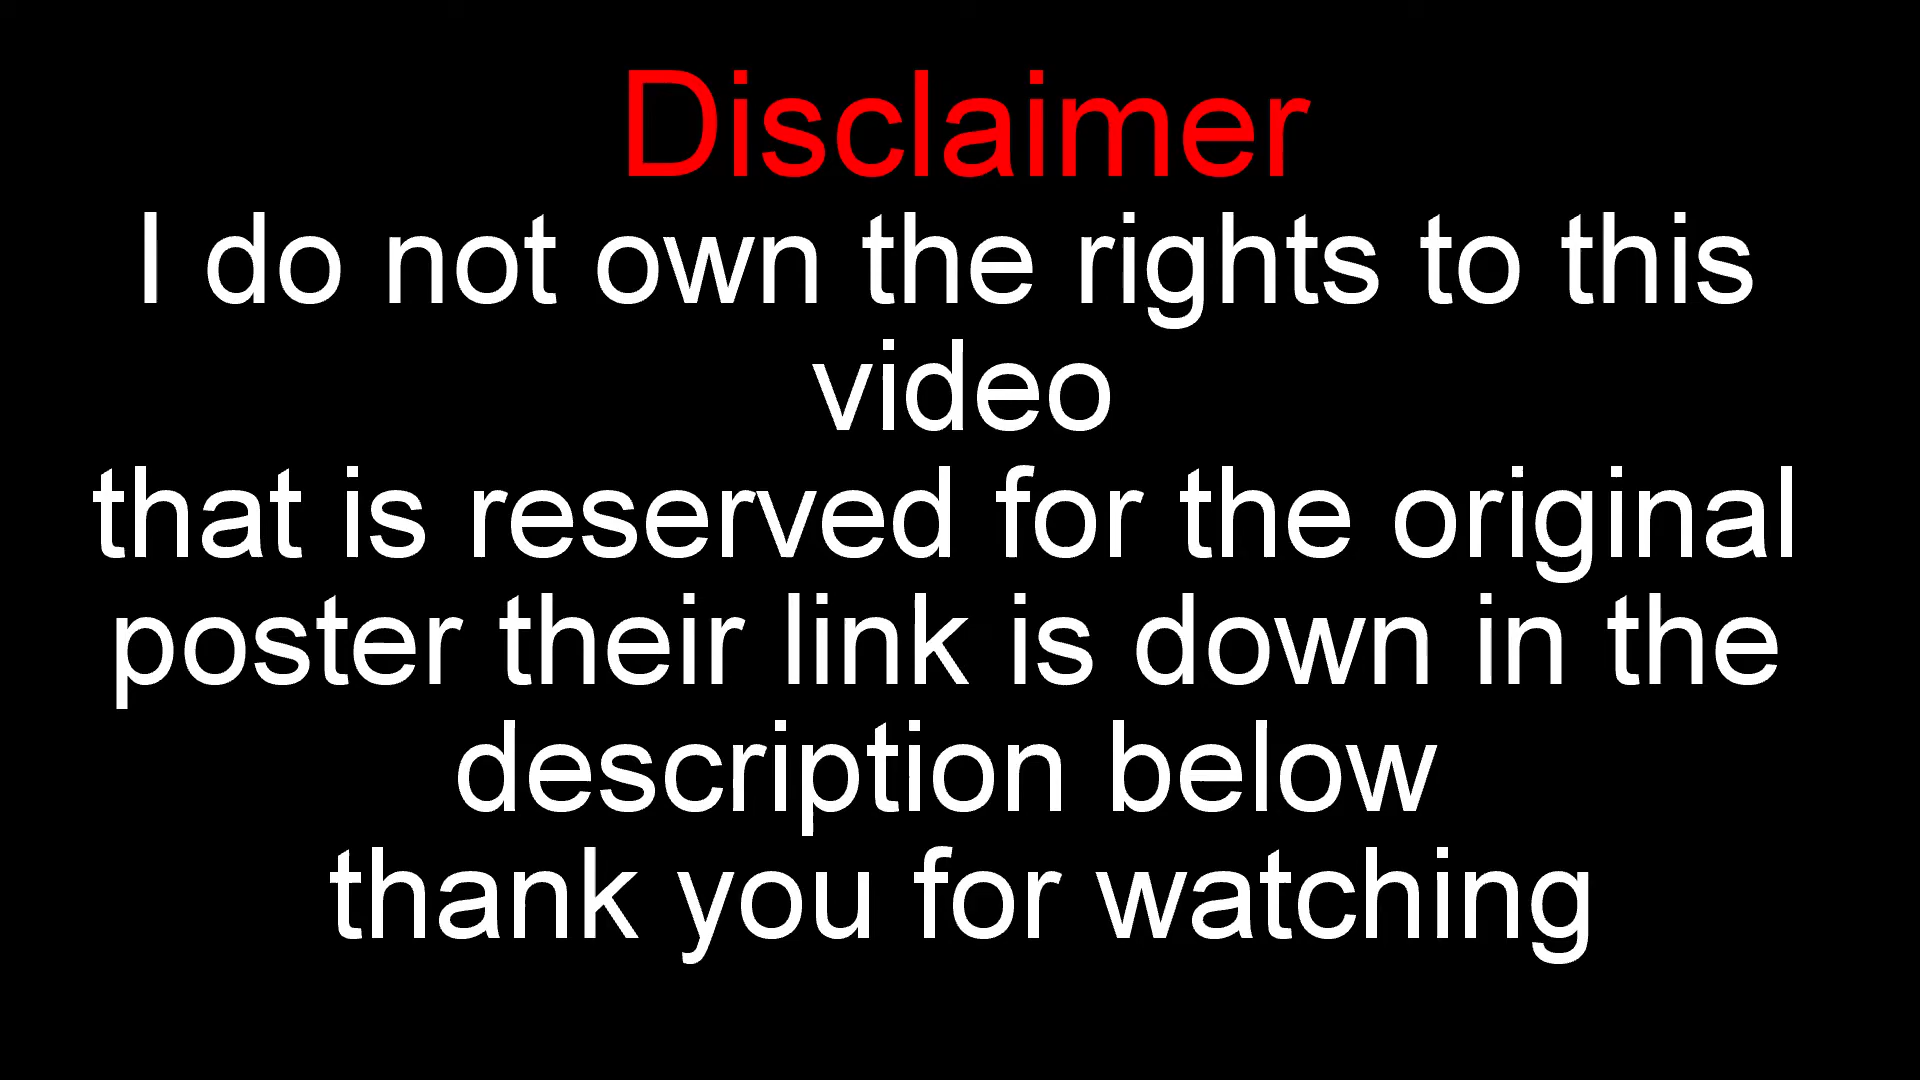 Disclaimer
I do not own the rights to this
video
that is reserved for the original
poster their link is down in the
description below
thank you for watching